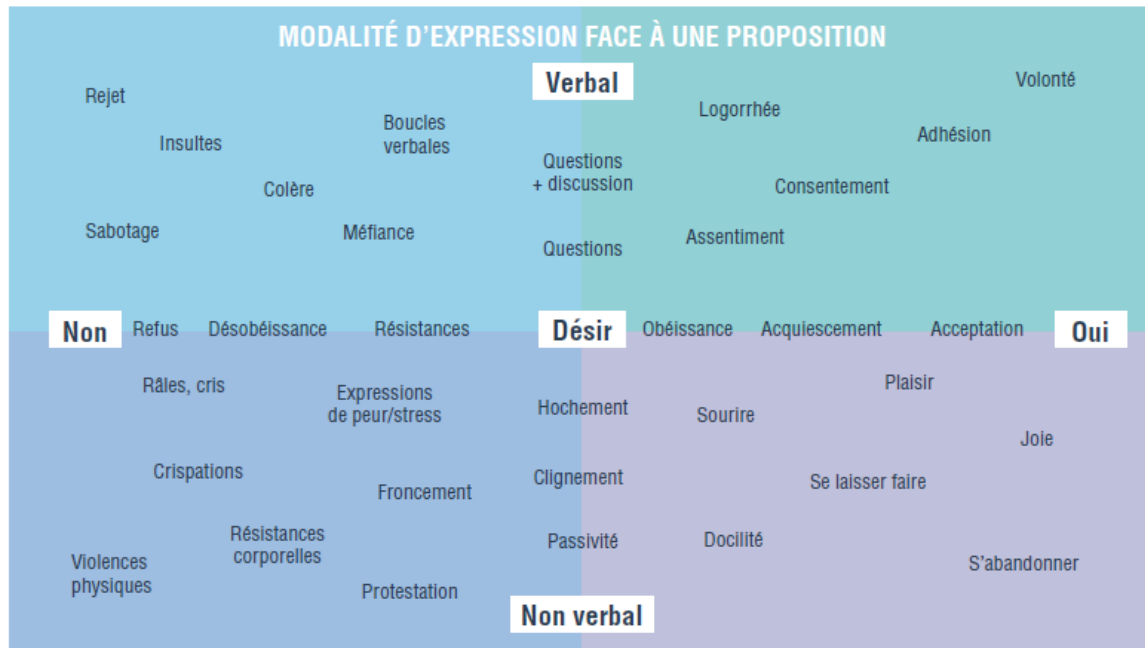 MODALITÉ D'EXPRESSION FACE À UNE PROPOSITION
Verbal
Volonté
Rejet
Logorrhée
Boucles
verbales
Insultes
Adhésion
Questions
+ discussion
Colère
Consentement
Sabotage
Méfiance
Questions
Assentiment
Non Refus Désobéissance Résistances Désir Obéissance Acquiescement Acceptation Oui
Râles, cris
Expressions
de peur/stress
Hochement
Sourire
Plaisir
Joie
Crispations
Froncement
Clignement
Se laisser faire
Résistances
corporelles
Passivité
Docilité
Violences
physiques
Protestation
S'abandonner
Non verbal